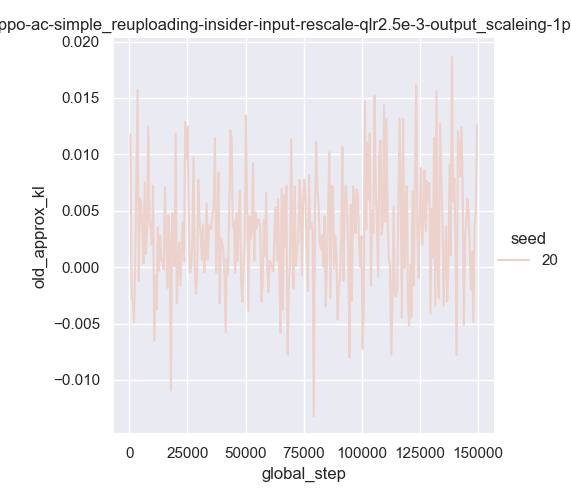 ppo-ac-simple_reuploading-insider-input-rescale-qlr2.5e-3-output_scaleing-1p
0.020
0.015
0.010
0.005
0.000
−0.005
−0.010
old_approx_kl
seed
20
0 25000 50000 75000 100000 125000 150000
global_step